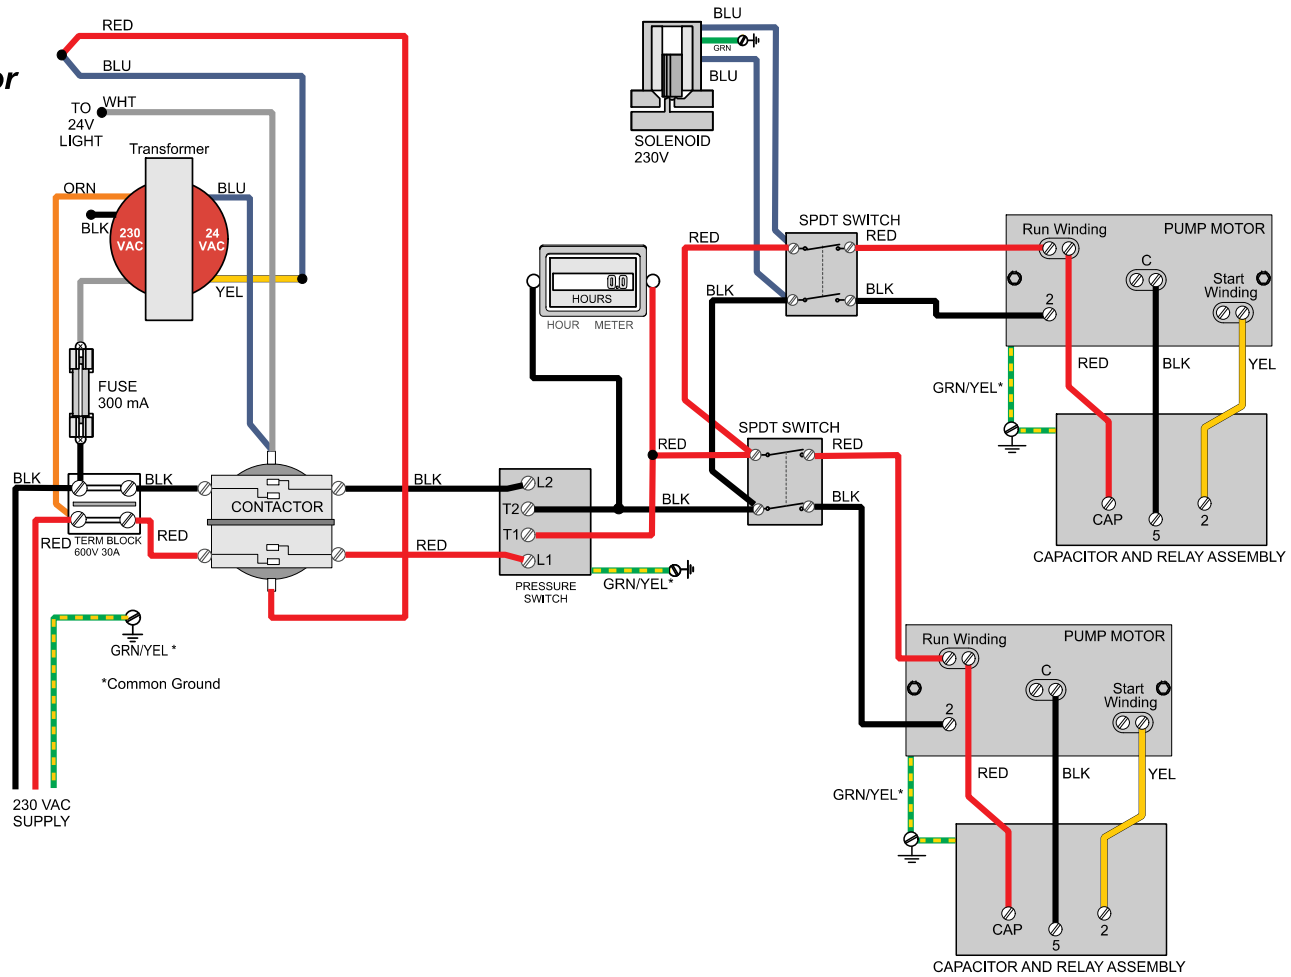 RED
BLU
or
BLU
BLU
GRN
TO
24V
LIGHT
WHT
SOLENOID
230V
Transformer
ORN
BLU
BLK
230
VAC
24
VAC
YEL
SPDT SWITCH
RED
RED
Run Winding
PUMP MOTOR
C
Start
Winding
2
BLK
BLK
0.0
HOURS
HOUR METER
FUSE
300 mA
RED
BLK
YEL
GRN/YEL*
SPDT SWITCH
RED
RED
BLK
BLK
BLK
CONTACTOR
BLK
L2
T2
T1
L1
BLK
BLK
RED
TERM BLOCK
600V 30A
RED
RED
PRESSURE
SWITCH
GRN/YEL*
CAP
5
2
CAPACITOR AND RELAY ASSEMBLY
GRN/YEL *
*Common Ground
Run Winding
PUMP MOTOR
C
Start
Winding
2
RED
BLK
YEL
GRN/YEL*
230 VAC
SUPPLY
CAP
5
2
CAPACITOR AND RELAY ASSEMBLY